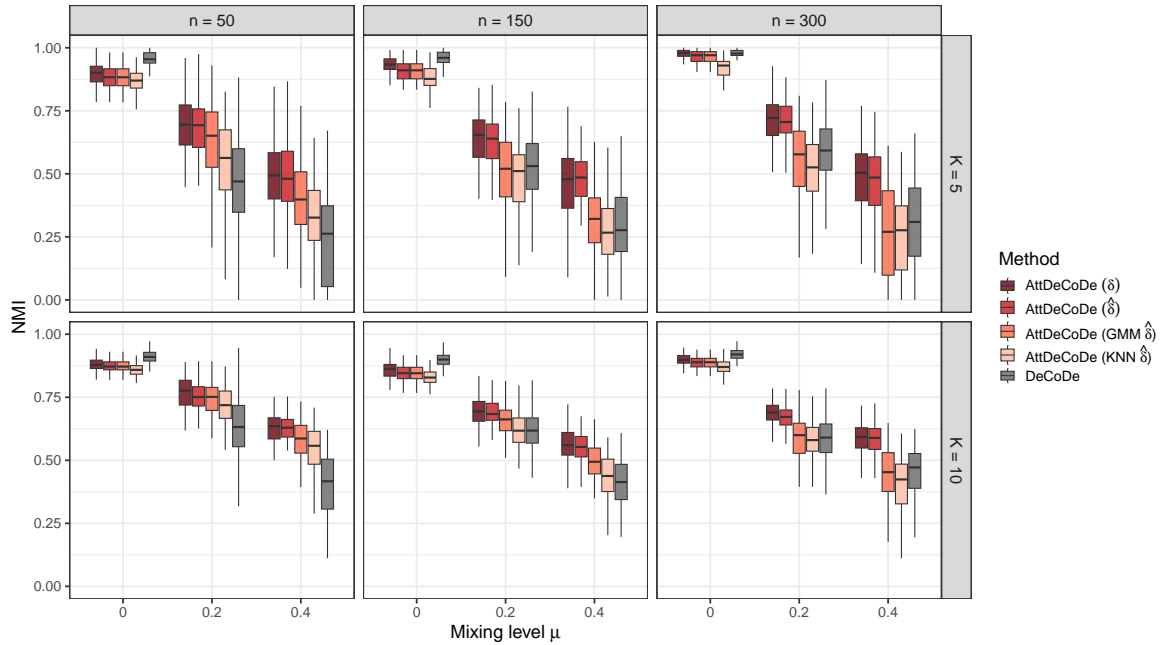 n = 50
n = 150
n = 300
1.00
0.75
0.50
0.25
0.00
K = 5
NMI
1.00
0.75
0.50
0.25
0.00
K = 10
0
0.2
0.4
0
0.2
0.4
0
0.2
0.4
Mixing level μ
Method
AttDeCoDe (δ)
AttDeCoDe (δ̂)
AttDeCoDe (GMM δ̂)
AttDeCoDe (KNN δ̂)
DeCoDe